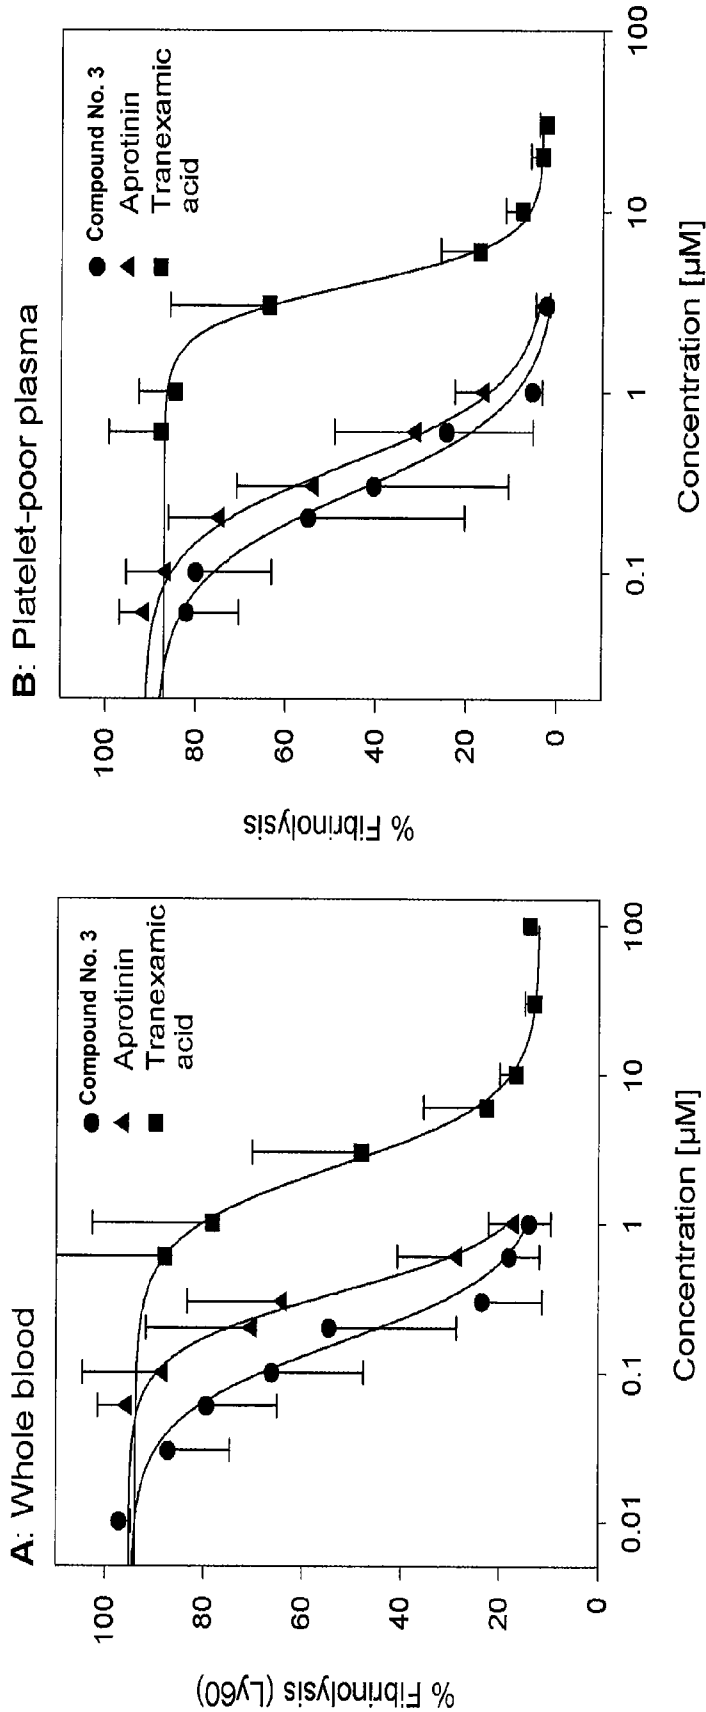 A: Whole blood
Compound No. 3
Aprotinin
Tranexamic
acid
% Fibrinolysis (Ly60)
100
80
60
40
20
0
0.01
0.1
1
10
100
Concentration [µM]
B: Platelet-poor plasma
Compound No. 3
Aprotinin
Tranexamic
acid
% Fibrinolysis
100
80
60
40
20
0
0.1
1
10
100
Concentration [µM]